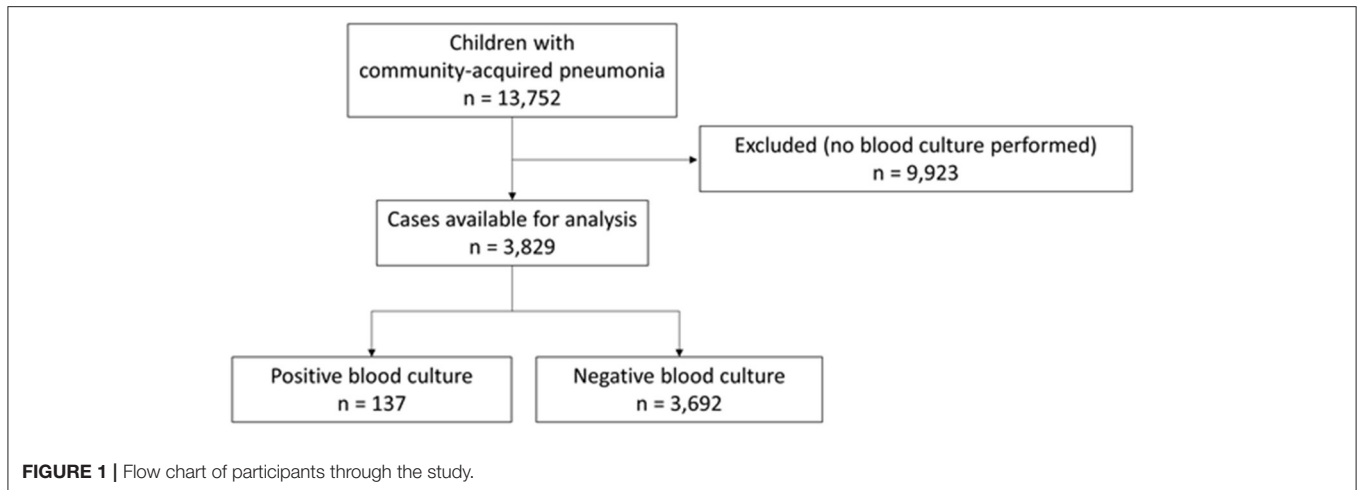 Children with
community-acquired pneumonia
n = 13,752
Excluded (no blood culture performed)
n = 9,923
Cases available for analysis
n = 3,829
Positive blood culture
n = 137
Negative blood culture
n = 3,692
FIGURE 1 | Flow chart of participants through the study.